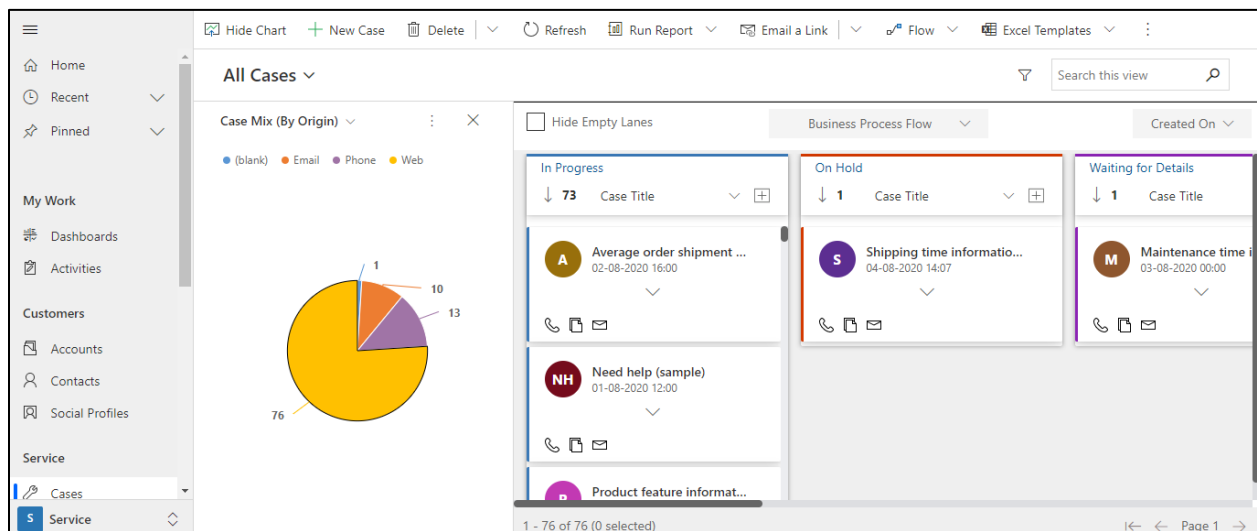 Hide Chart New Case Delete Refresh Run Report Email a Link Flow Excel Templates
Home
Recent
Pinned
My Work
Dashboards
Activities
Customers
Accounts
Contacts
Social Profiles
Service
Cases
S Service
All Cases
Search this view
Case Mix (By Origin)
(blank) Email Phone Web
1
10
13
76
Hide Empty Lanes
Business Process Flow
Created On
In Progress
73 Case Title
A
Average order shipment ...
02-08-2020 16:00
NH
Need help (sample)
01-08-2020 12:00
P
Product feature informat...
On Hold
1 Case Title
S
Shipping time informatio...
04-08-2020 14:07
Waiting for Details
1 Case Title
M
Maintenance time i
03-08-2020 00:00
1 - 76 of 76 (0 selected)
Page 1